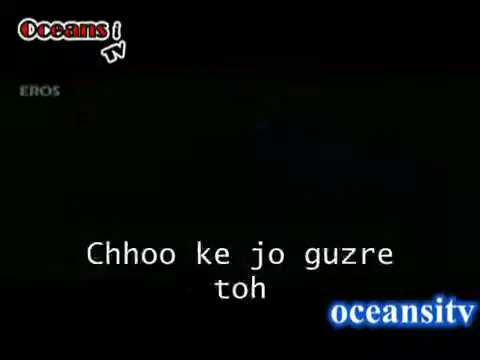 Oceans i
TV
EROS
Chhoo ke jo guzre
toh
oceansitv